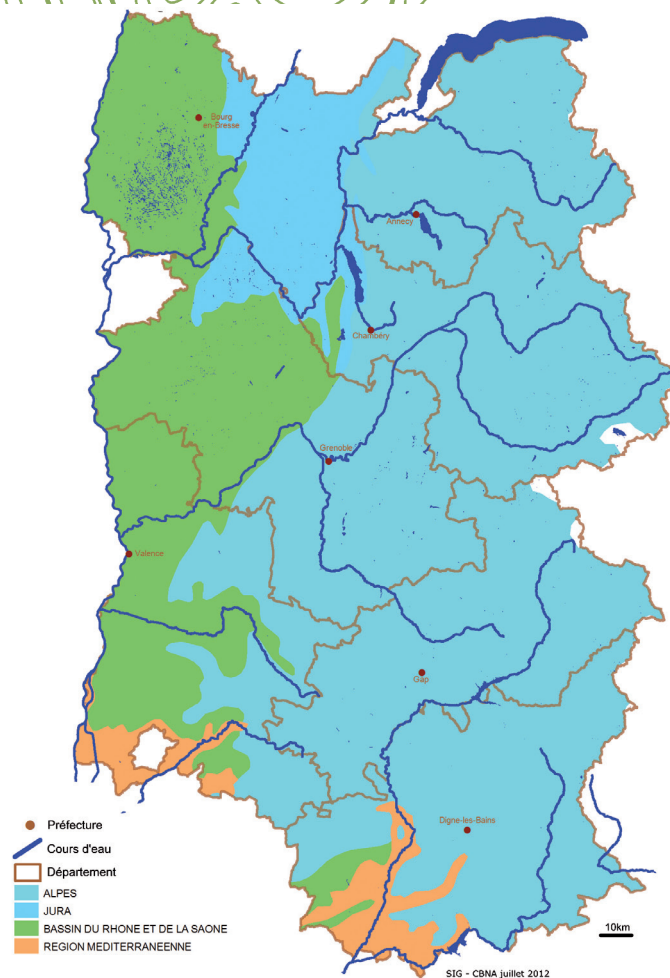 Bourg
en-Bresse
Annecy
Chambéry
Grenoble
Valence
Gap
Digne-les-Bains
Préfecture
Cours d'eau
Département
ALPES
JURA
BASSIN DU RHONE ET DE LA SAONE
REGION MEDITERRANEENNE
10km
SIG - CBNA juillet 2012